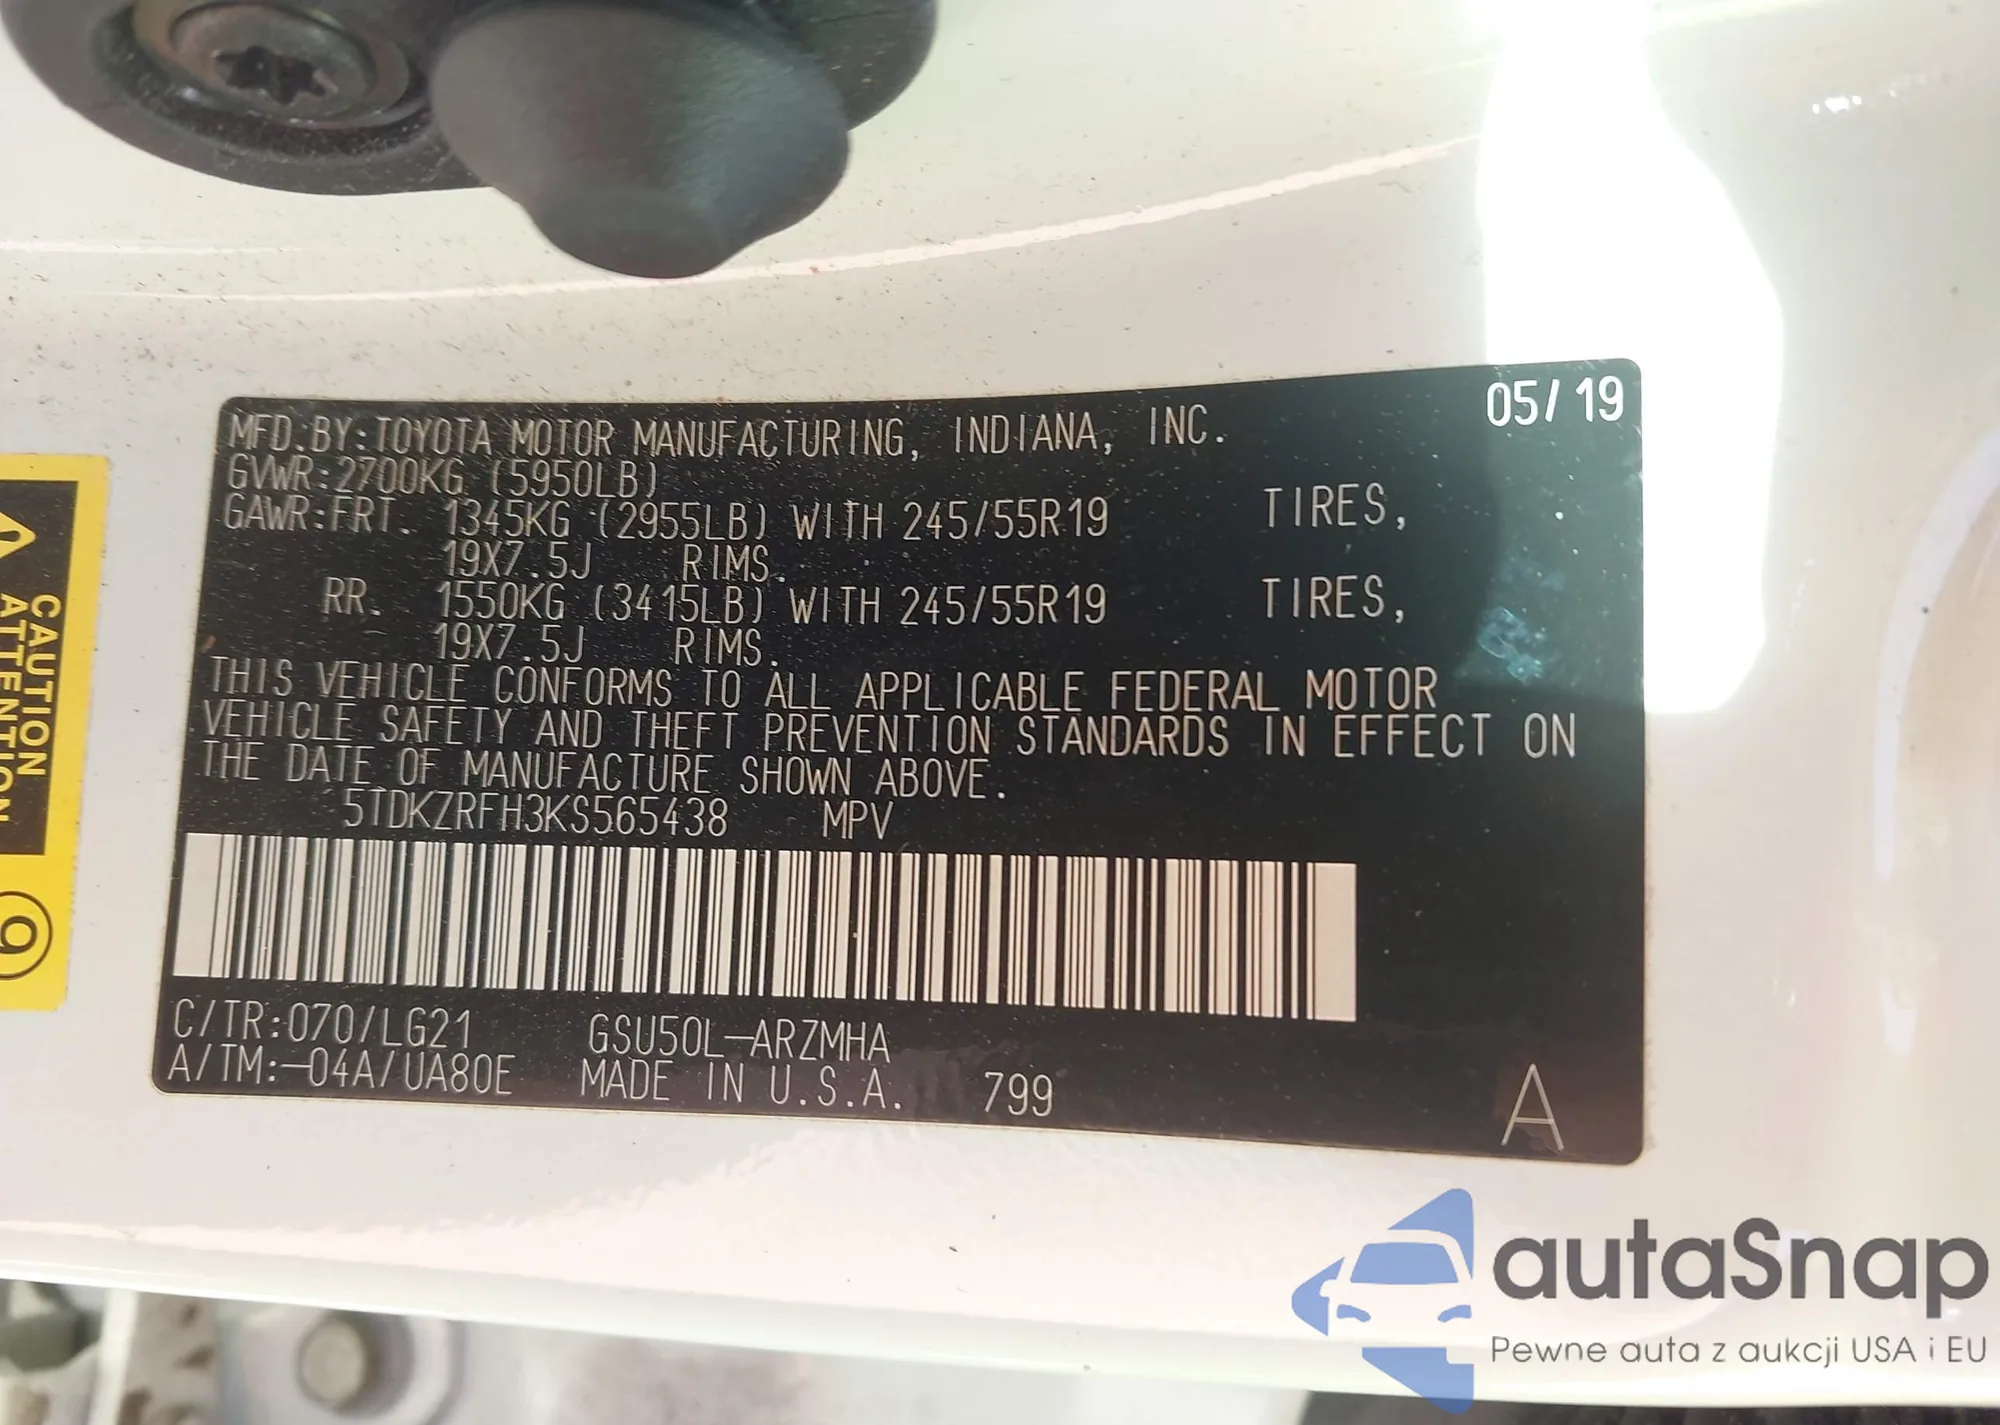 05/19
MFD.BY:TOYOTA MOTOR MANUFACTURING, INDIANA, INC.
GVWR:2700KG (5950LB)
GAWR:FRT. 1345KG (2955LB) WITH 245/55R19 TIRES,
19X7.5J RIMS.
RR. 1550KG (3415LB) WITH 245/55R19 TIRES,
19X7.5J RIMS.
THIS VEHICLE CONFORMS TO ALL APPLICABLE FEDERAL MOTOR
VEHICLE SAFETY AND THEFT PREVENTION STANDARDS IN EFFECT ON
THE DATE OF MANUFACTURE SHOWN ABOVE.
5TDKZRFH3KS565438 MPV
C/TR:070/LG21 GSU50L-ARZMHA
A/TM:-04A/UA80E MADE IN U.S.A. 799
A
CAUTION
ATTENTION
9
autaSnap
Pewne auta z aukcji USA i EU